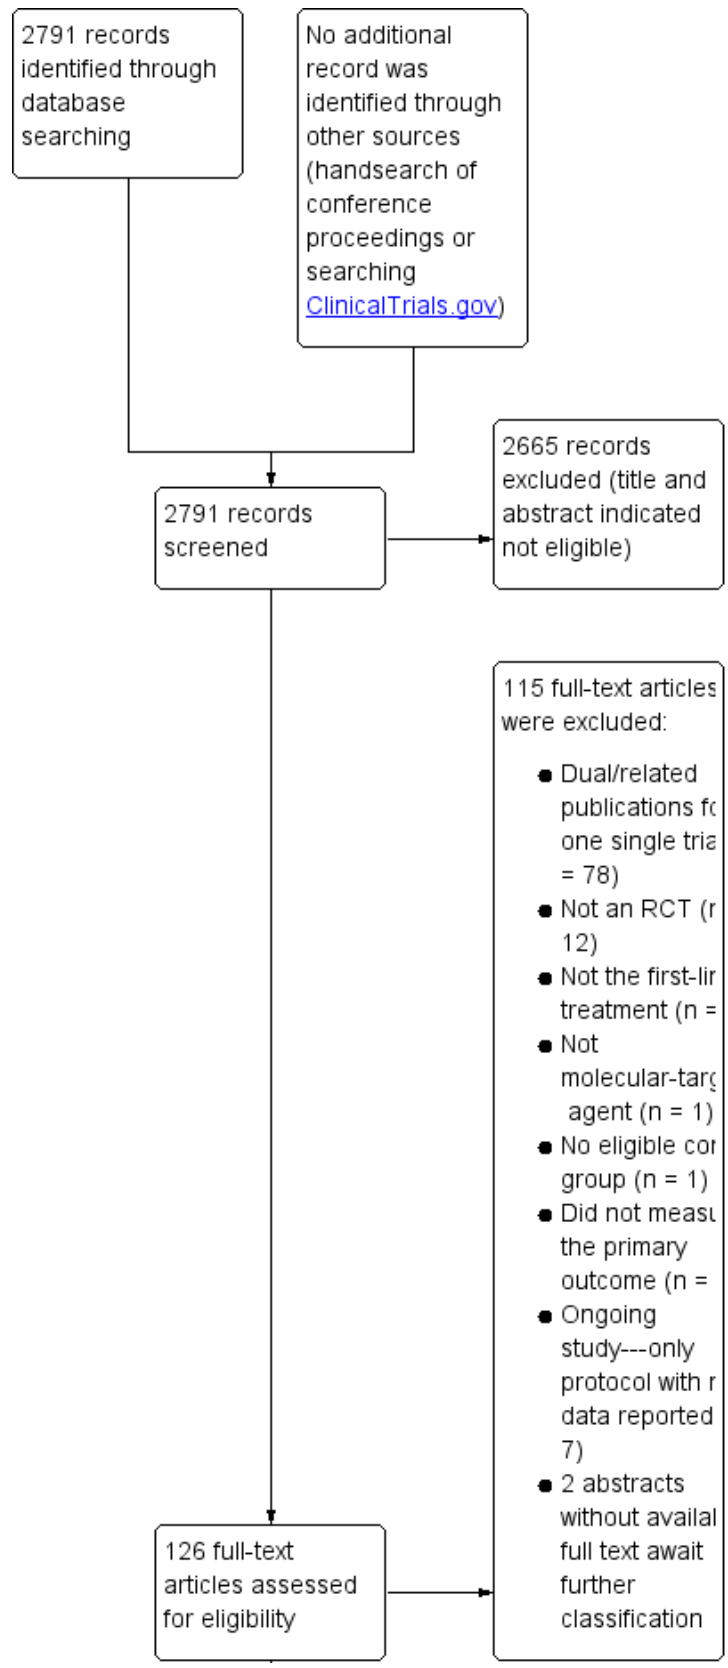 2791 records
identified through
database
searching
No additional
record was
identified through
other sources
(handsearch of
conference
proceedings or
searching
ClinicalTrials.gov)
2665 records
excluded (title and
abstract indicated
not eligible)
2791 records
screened
115 full-text articles
were excluded:
● Dual/related
publications
one single
= 78)
● Not an RCT
12)
● Not the
treatment (n =
● Not
agent (n = 1)
● No eligible
group (n = 1)
● Did not
the primary
outcome (n =
● Ongoing
study---only
protocol with
data reported
7)
● 2 abstracts
without
full text await
further
classification
126 full-text
articles assessed
for eligibility